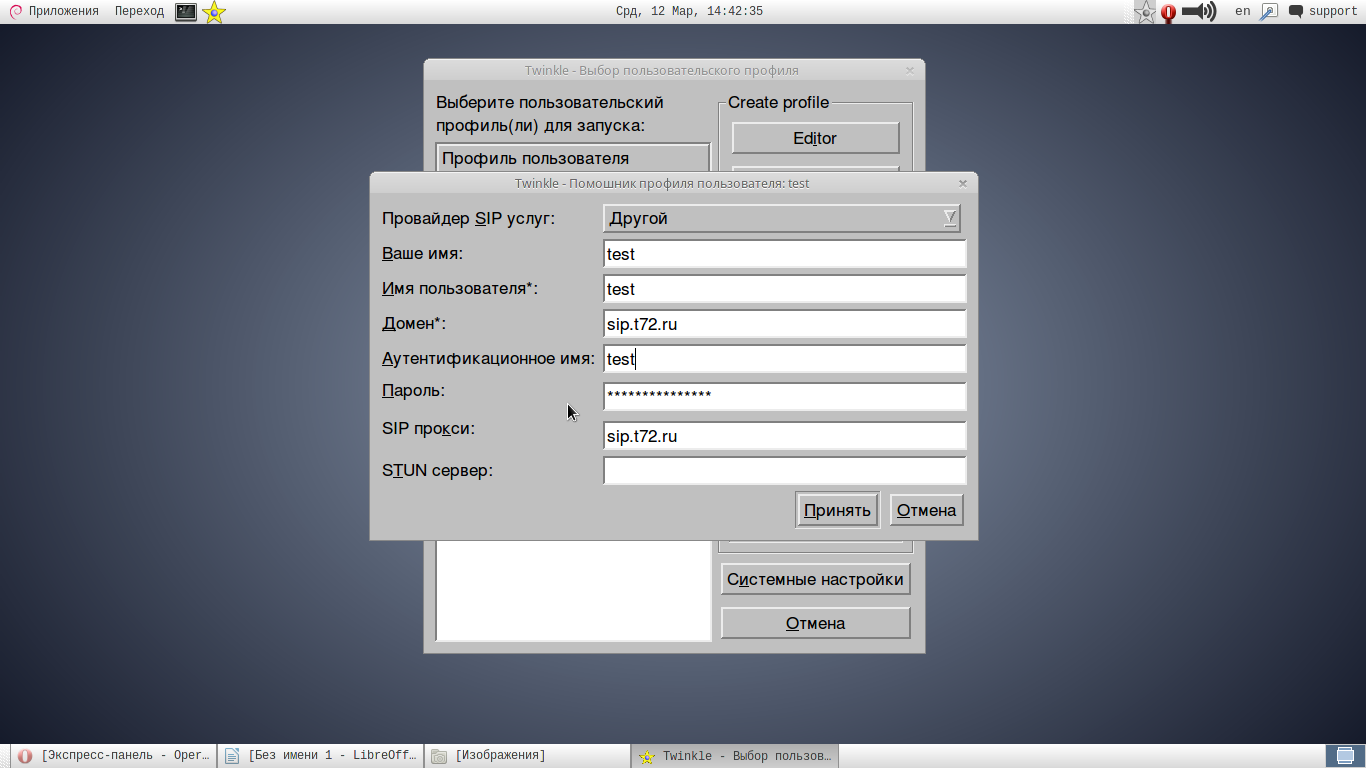 Приложения Переход Срд, 12 Мар, 14:42:35 en support
Twinkle - Выбор пользовательского профиля
Выберите пользовательский
профиль(ли) для запуска:
Create profile
Editor
Профиль пользователя
Twinkle - Помошник профиля пользователя: test
Провайдер SIP услуг: Другой
Ваше имя: test
Имя пользователя*: test
Домен*: sip.t72.ru
Аутентификационное имя: test
Пароль: ***************
SIP прокси: sip.t72.ru
STUN сервер:
Принять Отмена
Системные настройки
Отмена
[Экспресс-панель - Oper… [Без имени 1 - LibreOff… [Изображения] Twinkle - Выбор пользов…